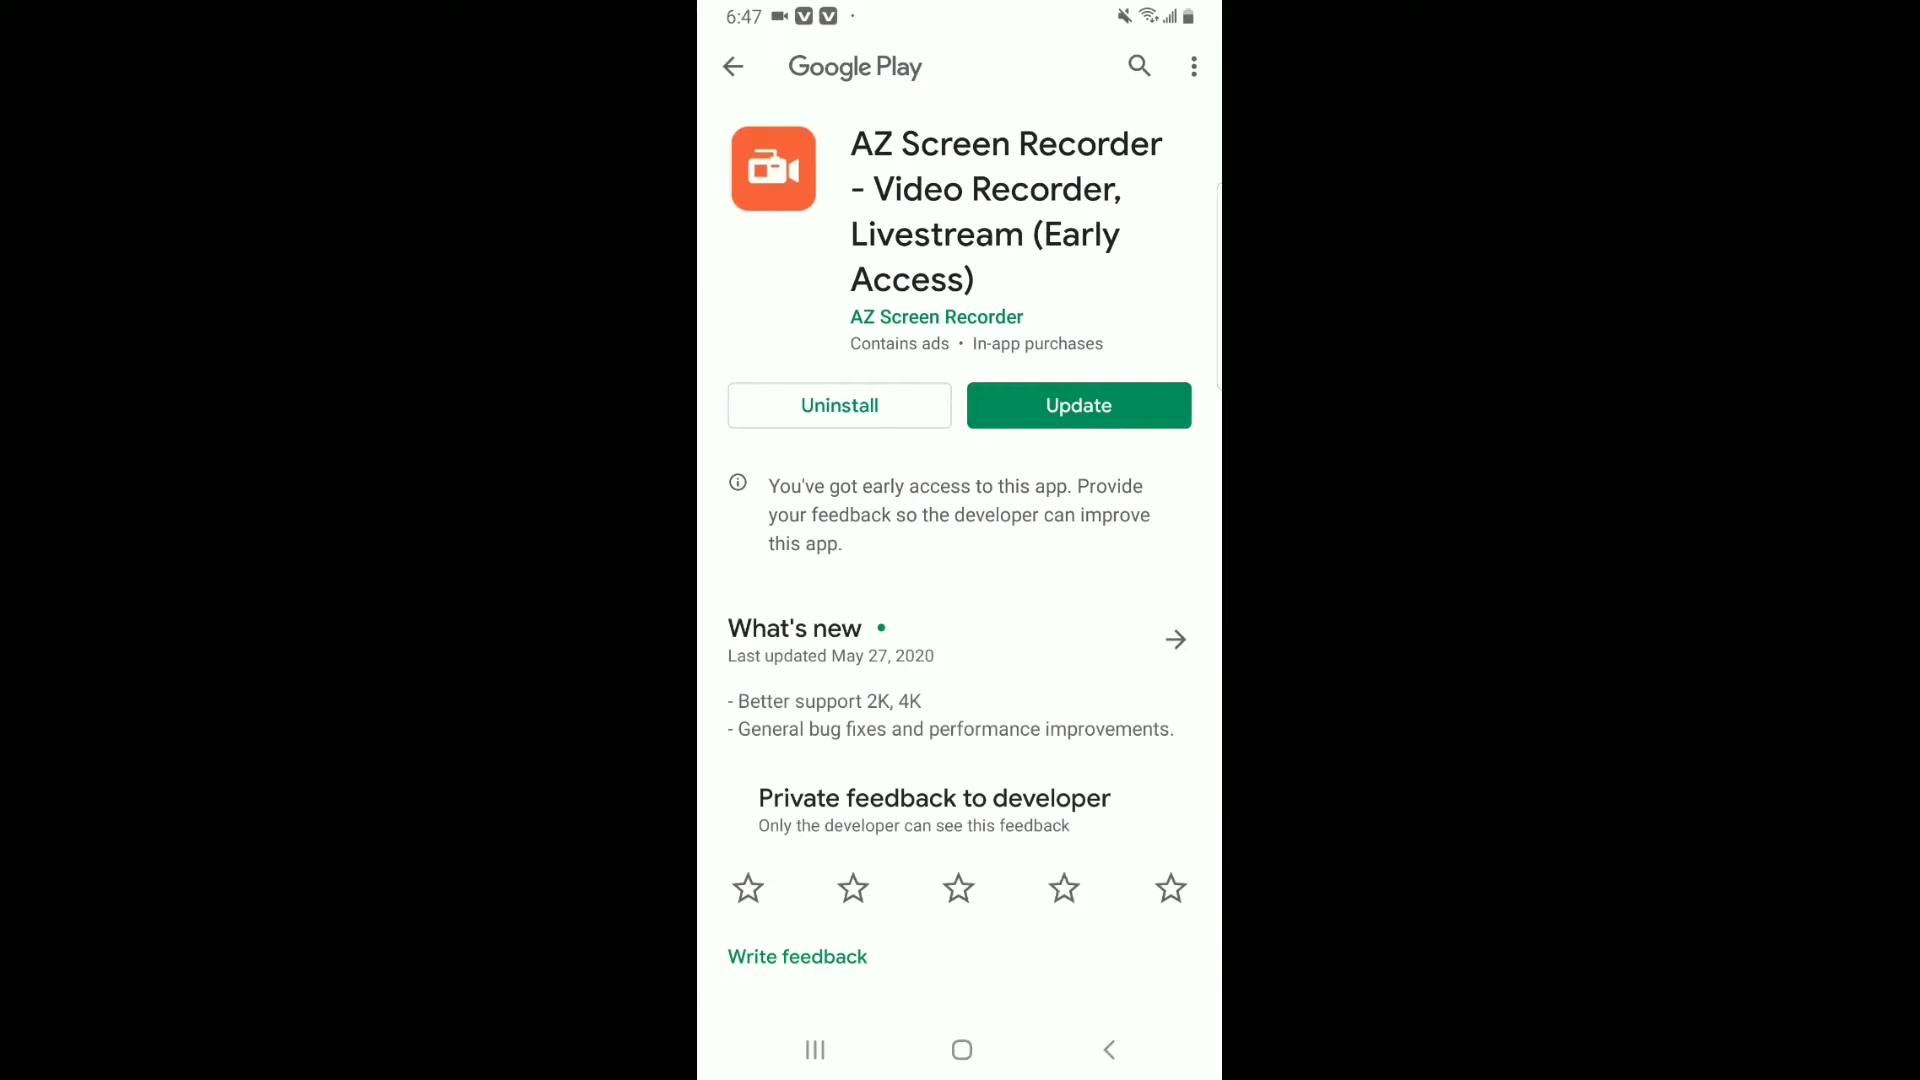 6:47
Google Play
AZ Screen Recorder
- Video Recorder,
Livestream (Early
Access)
AZ Screen Recorder
Contains ads • In-app purchases
Uninstall
Update
You've got early access to this app. Provide
your feedback so the developer can improve
this app.
What's new •
Last updated May 27, 2020
- Better support 2K, 4K
- General bug fixes and performance improvements.
Private feedback to developer
Only the developer can see this feedback
Write feedback